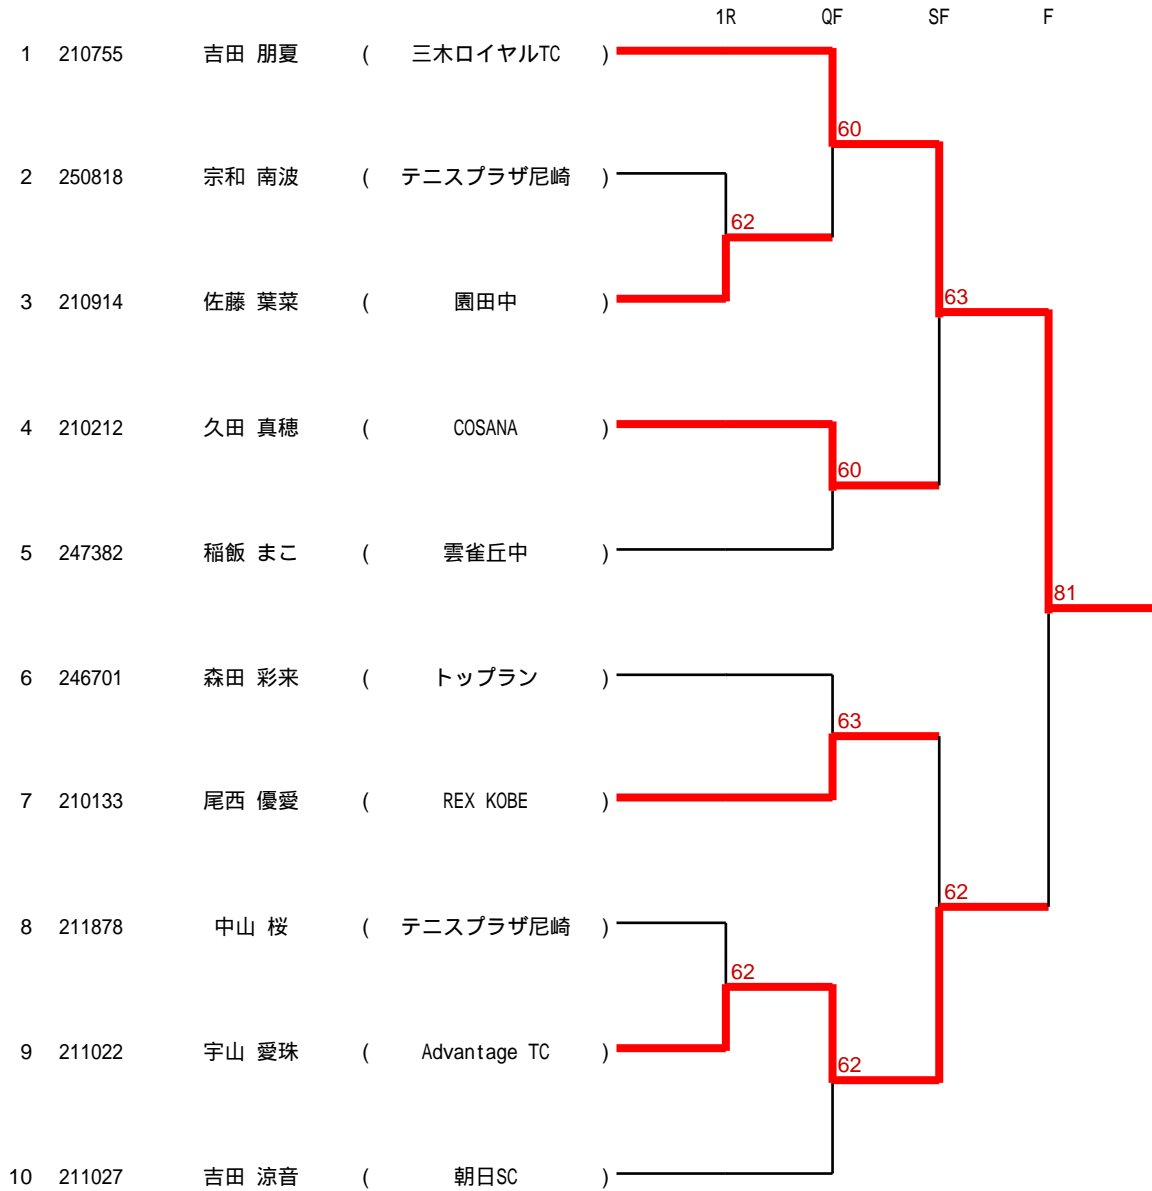 1R QF SF F
1 210755 吉田 朋夏 ( 三木ロイヤルTC )
60
2 250818 宗和 南波 ( テニスプラザ尼崎 )
62
3 210914 佐藤 葉菜 ( 園田中 )
63
4 210212 久田 真穂 ( COSANA )
60
5 247382 稲飯 まこ ( 雲雀丘中 )
81
6 246701 森田 彩来 ( トップラン )
63
7 210133 尾西 優愛 ( REX KOBE )
62
8 211878 中山 桜 ( テニスプラザ尼崎 )
62
9 211022 宇山 愛珠 ( Advantage TC )
62
10 211027 吉田 涼音 ( 朝日SC )